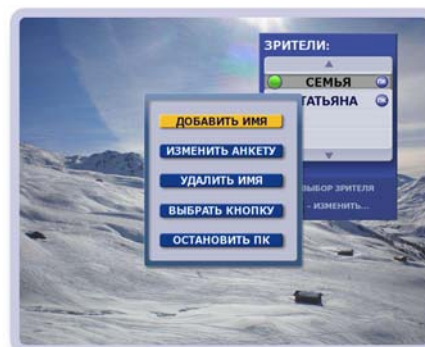 ЗРИТЕЛИ:
СЕМЬЯ
ТАТЬЯНА
ДОБАВИТЬ ИМЯ
ИЗМЕНИТЬ АНКЕТУ
УДАЛИТЬ ИМЯ
ВЫБРАТЬ КНОПКУ
ОСТАНОВИТЬ ПК
ВЫБОР ЗРИТЕЛЯ
- ИЗМЕНИТЬ...